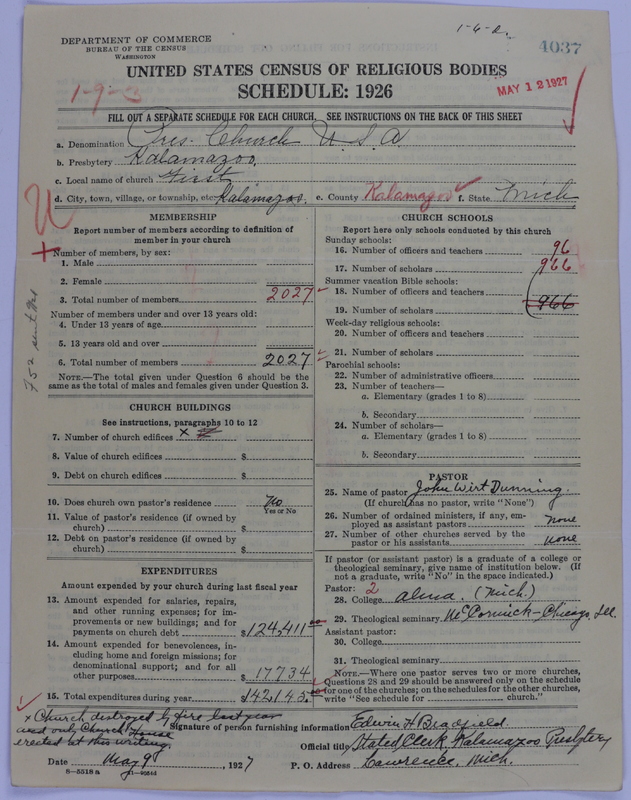 1-6-2.
DEPARTMENT OF COMMERCE
BUREAU OF THE CENSUS
WASHINGTON
4037
UNITED STATES CENSUS OF RELIGIOUS BODIES
SCHEDULE: 1926
1-9-3
MAY 12 1927
FILL OUT A SEPARATE SCHEDULE FOR EACH CHURCH. SEE INSTRUCTIONS ON THE BACK OF THIS SHEET
a. Denomination Pres. Church U.S.A.
b. Presbytery Kalamazoo.
c. Local name of church First
d. City, town, village, or township, etc. Kalamazoo. e. County Kalamazoo f. State Mich
MEMBERSHIP
Report number of members according to definition of
member in your church
Number of members, by sex:
1. Male
2. Female
3. Total number of members 2027
Number of members under and over 13 years old:
4. Under 13 years of age
5. 13 years old and over
6. Total number of members 2027
NOTE.—The total given under Question 6 should be
the same as the total of males and females given under Question 3.
CHURCH BUILDINGS
See instructions, paragraphs 10 to 12
7. Number of church edifices x
8. Value of church edifices $
9. Debt on church edifices $
10. Does church own pastor's residence No
Yes or No
11. Value of pastor's residence (if owned by
church) $
12. Debt on pastor's residence (if owned by
church) $
EXPENDITURES
Amount expended by your church during last fiscal year
13. Amount expended for salaries, repairs,
and other running expenses; for im-
provements or new buildings; and for
payments on church debt $124,411
14. Amount expended for benevolences, in-
cluding home and foreign missions; for
denominational support; and for all
other purposes $17734
15. Total expenditures during year $142,145
CHURCH SCHOOLS
Report here only schools conducted by this church
Sunday schools:
16. Number of officers and teachers 96
17. Number of scholars 966
Summer vacation Bible schools:
18. Number of officers and teachers
19. Number of scholars 966
Week-day religious schools:
20. Number of officers and teachers
21. Number of scholars
Parochial schools:
22. Number of administrative officers
23. Number of teachers—
a. Elementary (grades 1 to 8)
b. Secondary
24. Number of scholars—
a. Elementary (grades 1 to 8)
b. Secondary
PASTOR
25. Name of pastor John Wirt Dunning.
(If church has no pastor, write "None")
26. Number of ordained ministers, if any, em-
ployed as assistant pastors none
27. Number of other churches served by the
pastor or his assistants none
If pastor (or assistant pastor) is a graduate of a college or
theological seminary, give name of institution below. (If
not a graduate, write "No" in the space indicated.)
Pastor: 2
28. College Alma. (Mich.)
29. Theological seminary McCormick-Chicago, Ill.
Assistant pastor:
30. College
31. Theological seminary
NOTE.—Where one pastor serves two or more churches,
Questions 28 and 29 should be answered only on the schedule
for one of the churches; on the schedules for the other churches,
write "See schedule for church."
x Church destroyed by fire last year
and only Church House
erected at this writing.
Signature of person furnishing information Edwin H Bradfield.
Official title Stated Clerk, Kalamazoo Presbytery
Date May 9, 1927 P. O. Address Lawrence, Mich.
8—5518 a